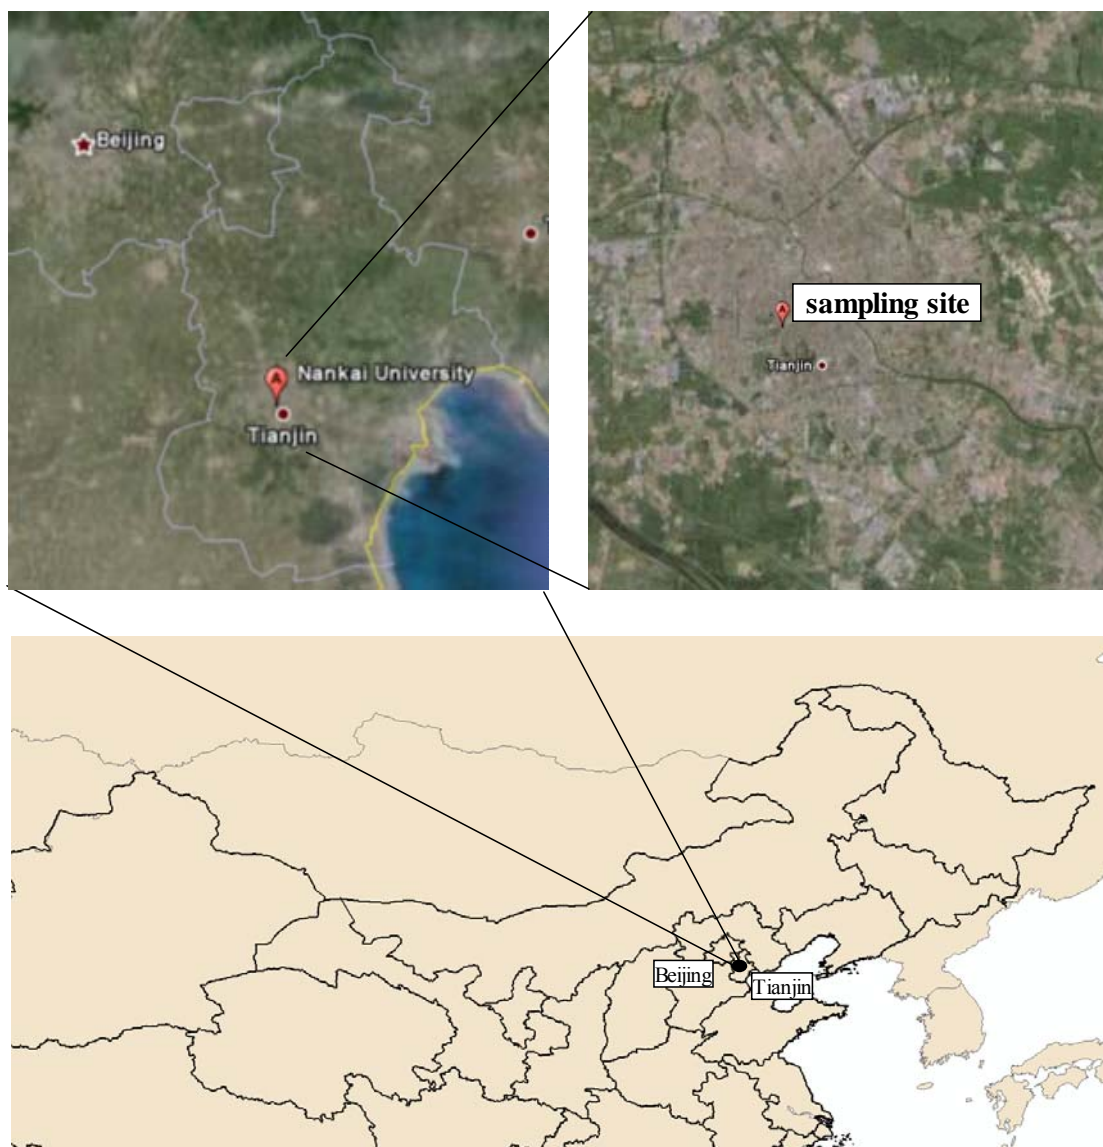 Beijing
Nankai University
A
Tianjin
sampling site
A
Tianjin
Beijing
Tianjin